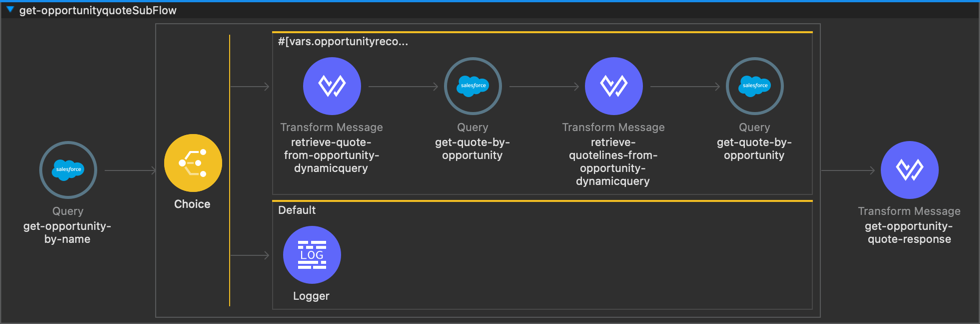 get-opportunityquoteSubFlow
salesforce
Query
get-opportunity-
by-name
Choice
#[vars.opportunityreco...
Transform Message
retrieve-quote-
from-opportunity-
dynamicquery
salesforce
Query
get-quote-by-
opportunity
Transform Message
retrieve-
quotelines-from-
opportunity-
dynamicquery
salesforce
Query
get-quote-by-
opportunity
Default
LOG
Logger
Transform Message
get-opportunity-
quote-response